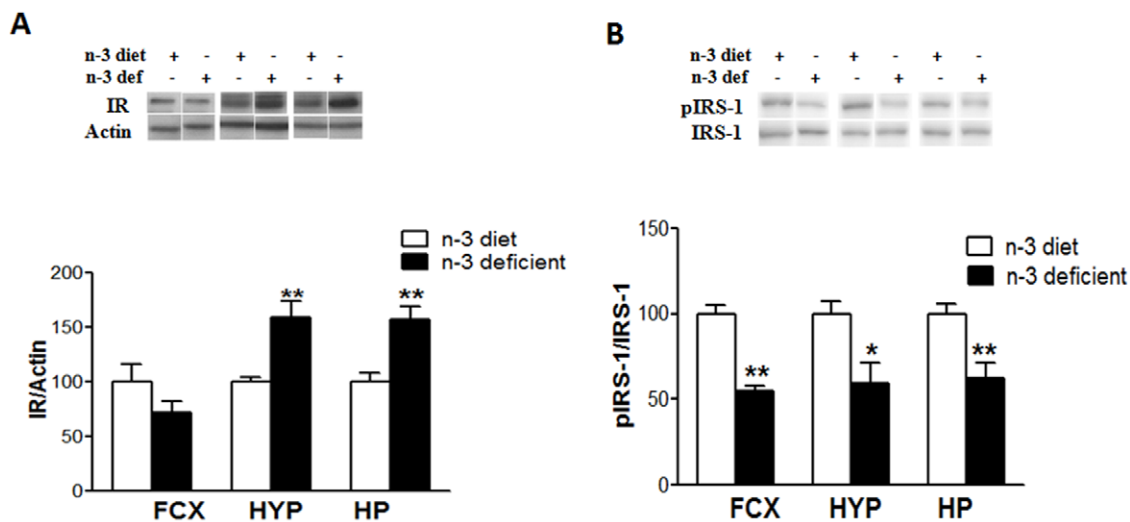 A
n-3 diet + - + - + -
n-3 def - + - + - +
IR
Actin
n-3 diet
n-3 deficient
IR/Actin
200
150
100
50
0
**
**
FCX HYP HP
B
n-3 diet + - + - + -
n-3 def - + - + - +
pIRS-1
IRS-1
n-3 diet
n-3 deficient
pIRS-1/IRS-1
150
100
50
0
**
*
**
FCX HYP HP